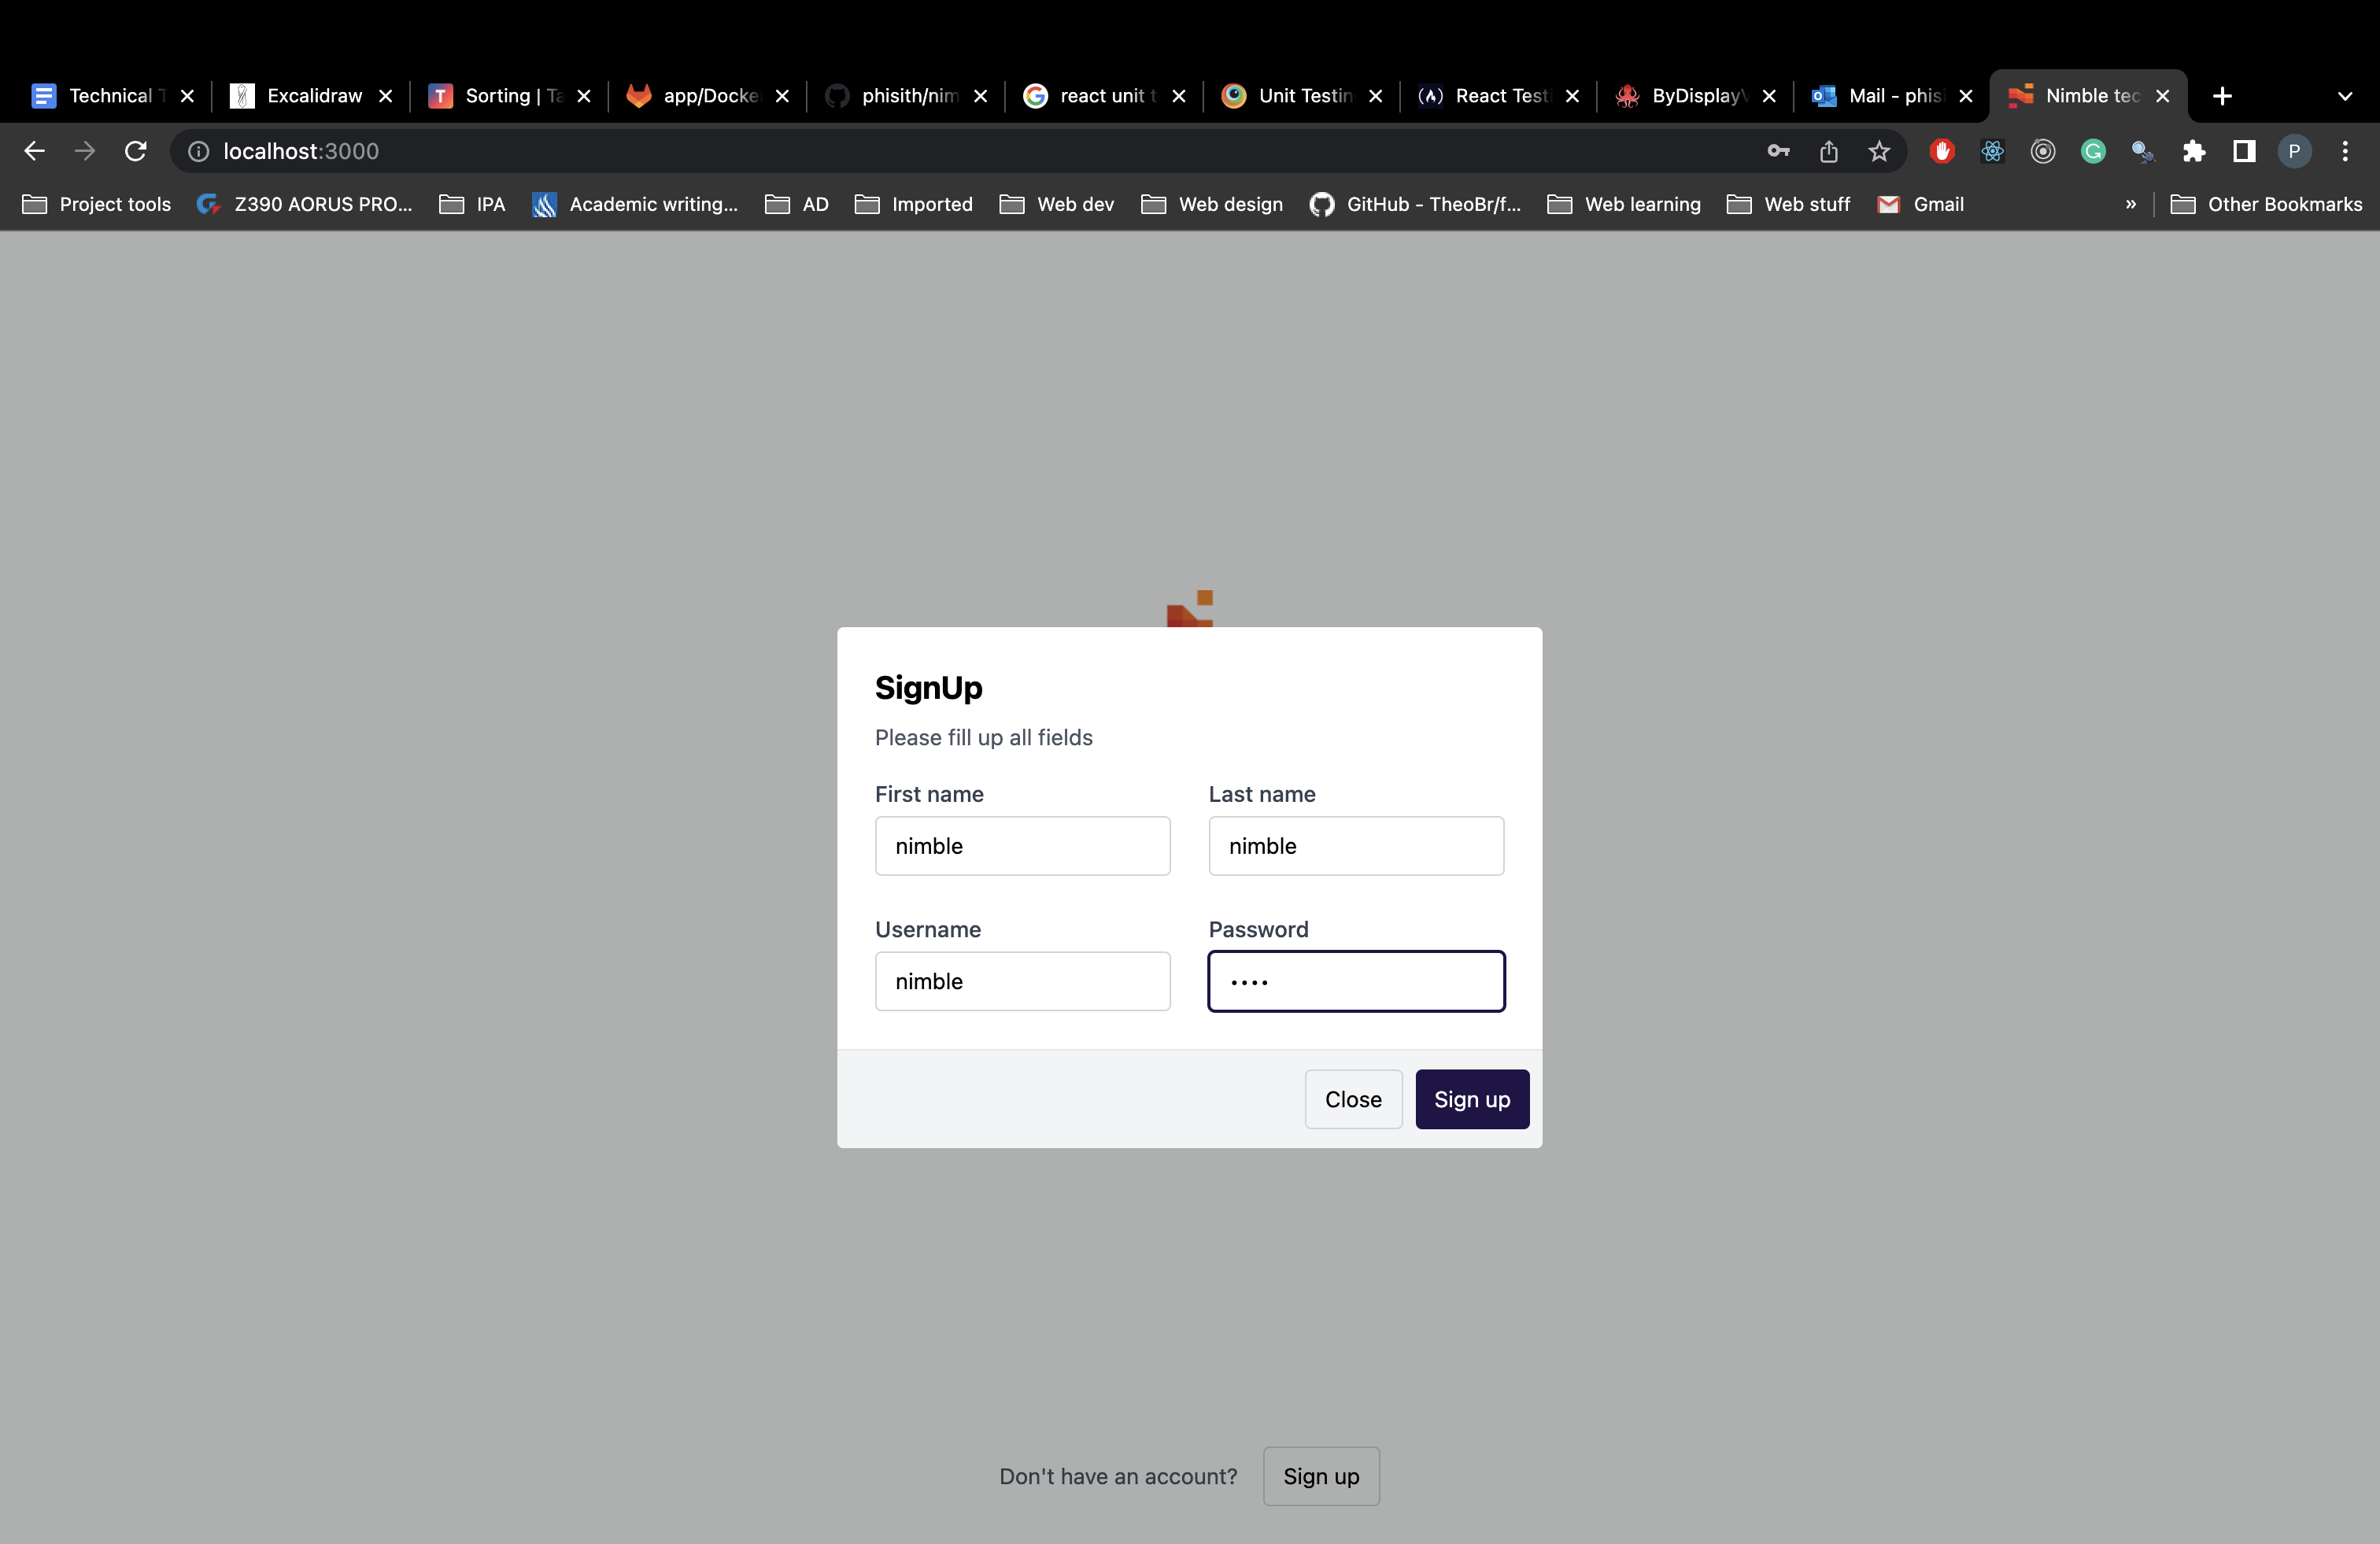 Technical T
Excalidraw
Sorting | Ta
app/Docke
phisith/nim
react unit t
Unit Testin
React Testi
ByDisplayV
Mail - phisi
Nimble tec
localhost:3000
P
Project tools
Z390 AORUS PRO...
IPA
Academic writing...
AD
Imported
Web dev
Web design
GitHub - TheoBr/f...
Web learning
Web stuff
Gmail
»
Other Bookmarks
SignUp
Please fill up all fields
First name
Last name
nimble
nimble
Username
Password
nimble
••••
Close
Sign up
Don't have an account?
Sign up